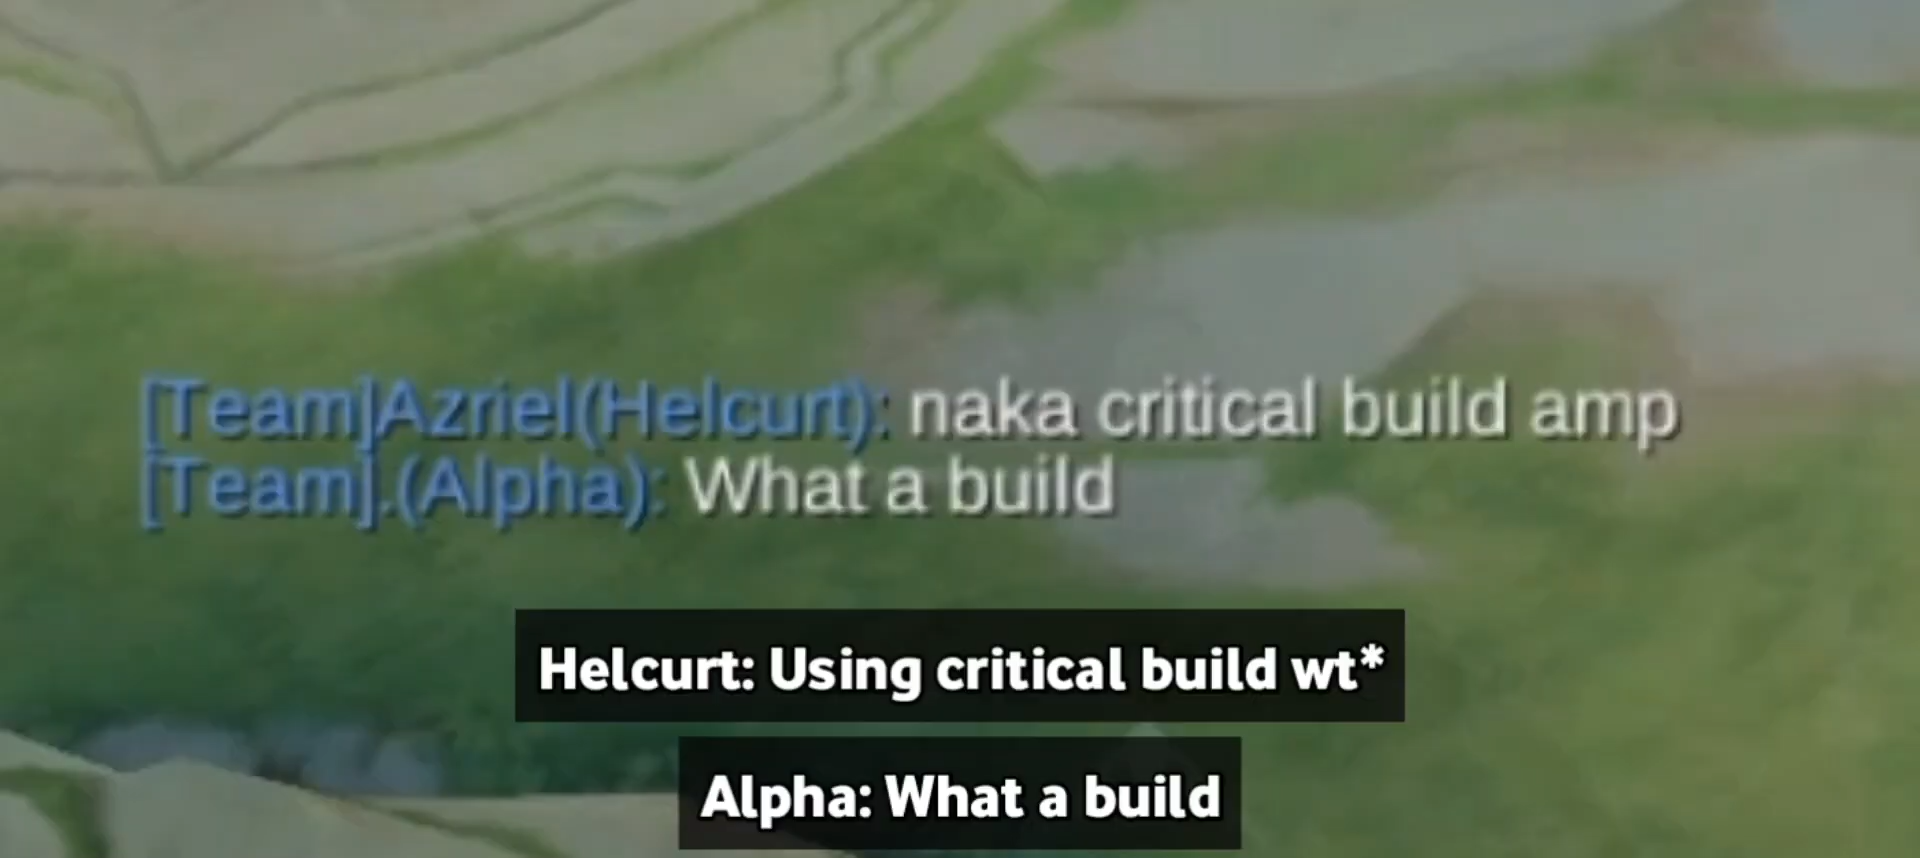 [Team]Azriel(Helcurt): naka critical build amp
[Team].(Alpha): What a build
Helcurt: Using critical build wt*
Alpha: What a build